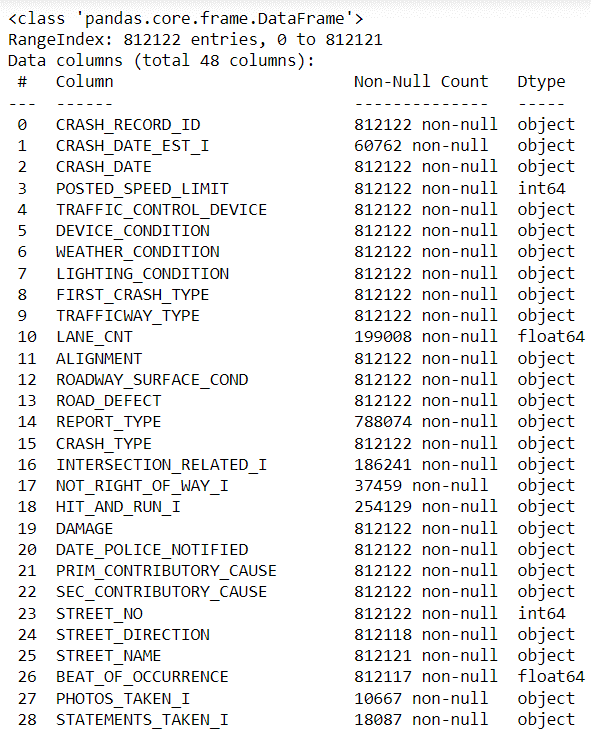 <class 'pandas.core.frame.DataFrame'>
RangeIndex: 812122 entries, 0 to 812121
Data columns (total 48 columns):
 #   Column                         Non-Null Count   Dtype
---  ------                         --------------   -----
 0   CRASH_RECORD_ID                812122 non-null  object
 1   CRASH_DATE_EST_I               60762 non-null   object
 2   CRASH_DATE                     812122 non-null  object
 3   POSTED_SPEED_LIMIT             812122 non-null  int64
 4   TRAFFIC_CONTROL_DEVICE         812122 non-null  object
 5   DEVICE_CONDITION               812122 non-null  object
 6   WEATHER_CONDITION              812122 non-null  object
 7   LIGHTING_CONDITION             812122 non-null  object
 8   FIRST_CRASH_TYPE               812122 non-null  object
 9   TRAFFICWAY_TYPE                812122 non-null  object
 10  LANE_CNT                       199008 non-null  float64
 11  ALIGNMENT                      812122 non-null  object
 12  ROADWAY_SURFACE_COND           812122 non-null  object
 13  ROAD_DEFECT                    812122 non-null  object
 14  REPORT_TYPE                    788074 non-null  object
 15  CRASH_TYPE                     812122 non-null  object
 16  INTERSECTION_RELATED_I         186241 non-null  object
 17  NOT_RIGHT_OF_WAY_I             37459 non-null   object
 18  HIT_AND_RUN_I                  254129 non-null  object
 19  DAMAGE                         812122 non-null  object
 20  DATE_POLICE_NOTIFIED           812122 non-null  object
 21  PRIM_CONTRIBUTORY_CAUSE        812122 non-null  object
 22  SEC_CONTRIBUTORY_CAUSE         812122 non-null  object
 23  STREET_NO                      812122 non-null  int64
 24  STREET_DIRECTION               812118 non-null  object
 25  STREET_NAME                    812121 non-null  object
 26  BEAT_OF_OCCURRENCE             812117 non-null  float64
 27  PHOTOS_TAKEN_I                 10667 non-null   object
 28  STATEMENTS_TAKEN_I             18087 non-null   object